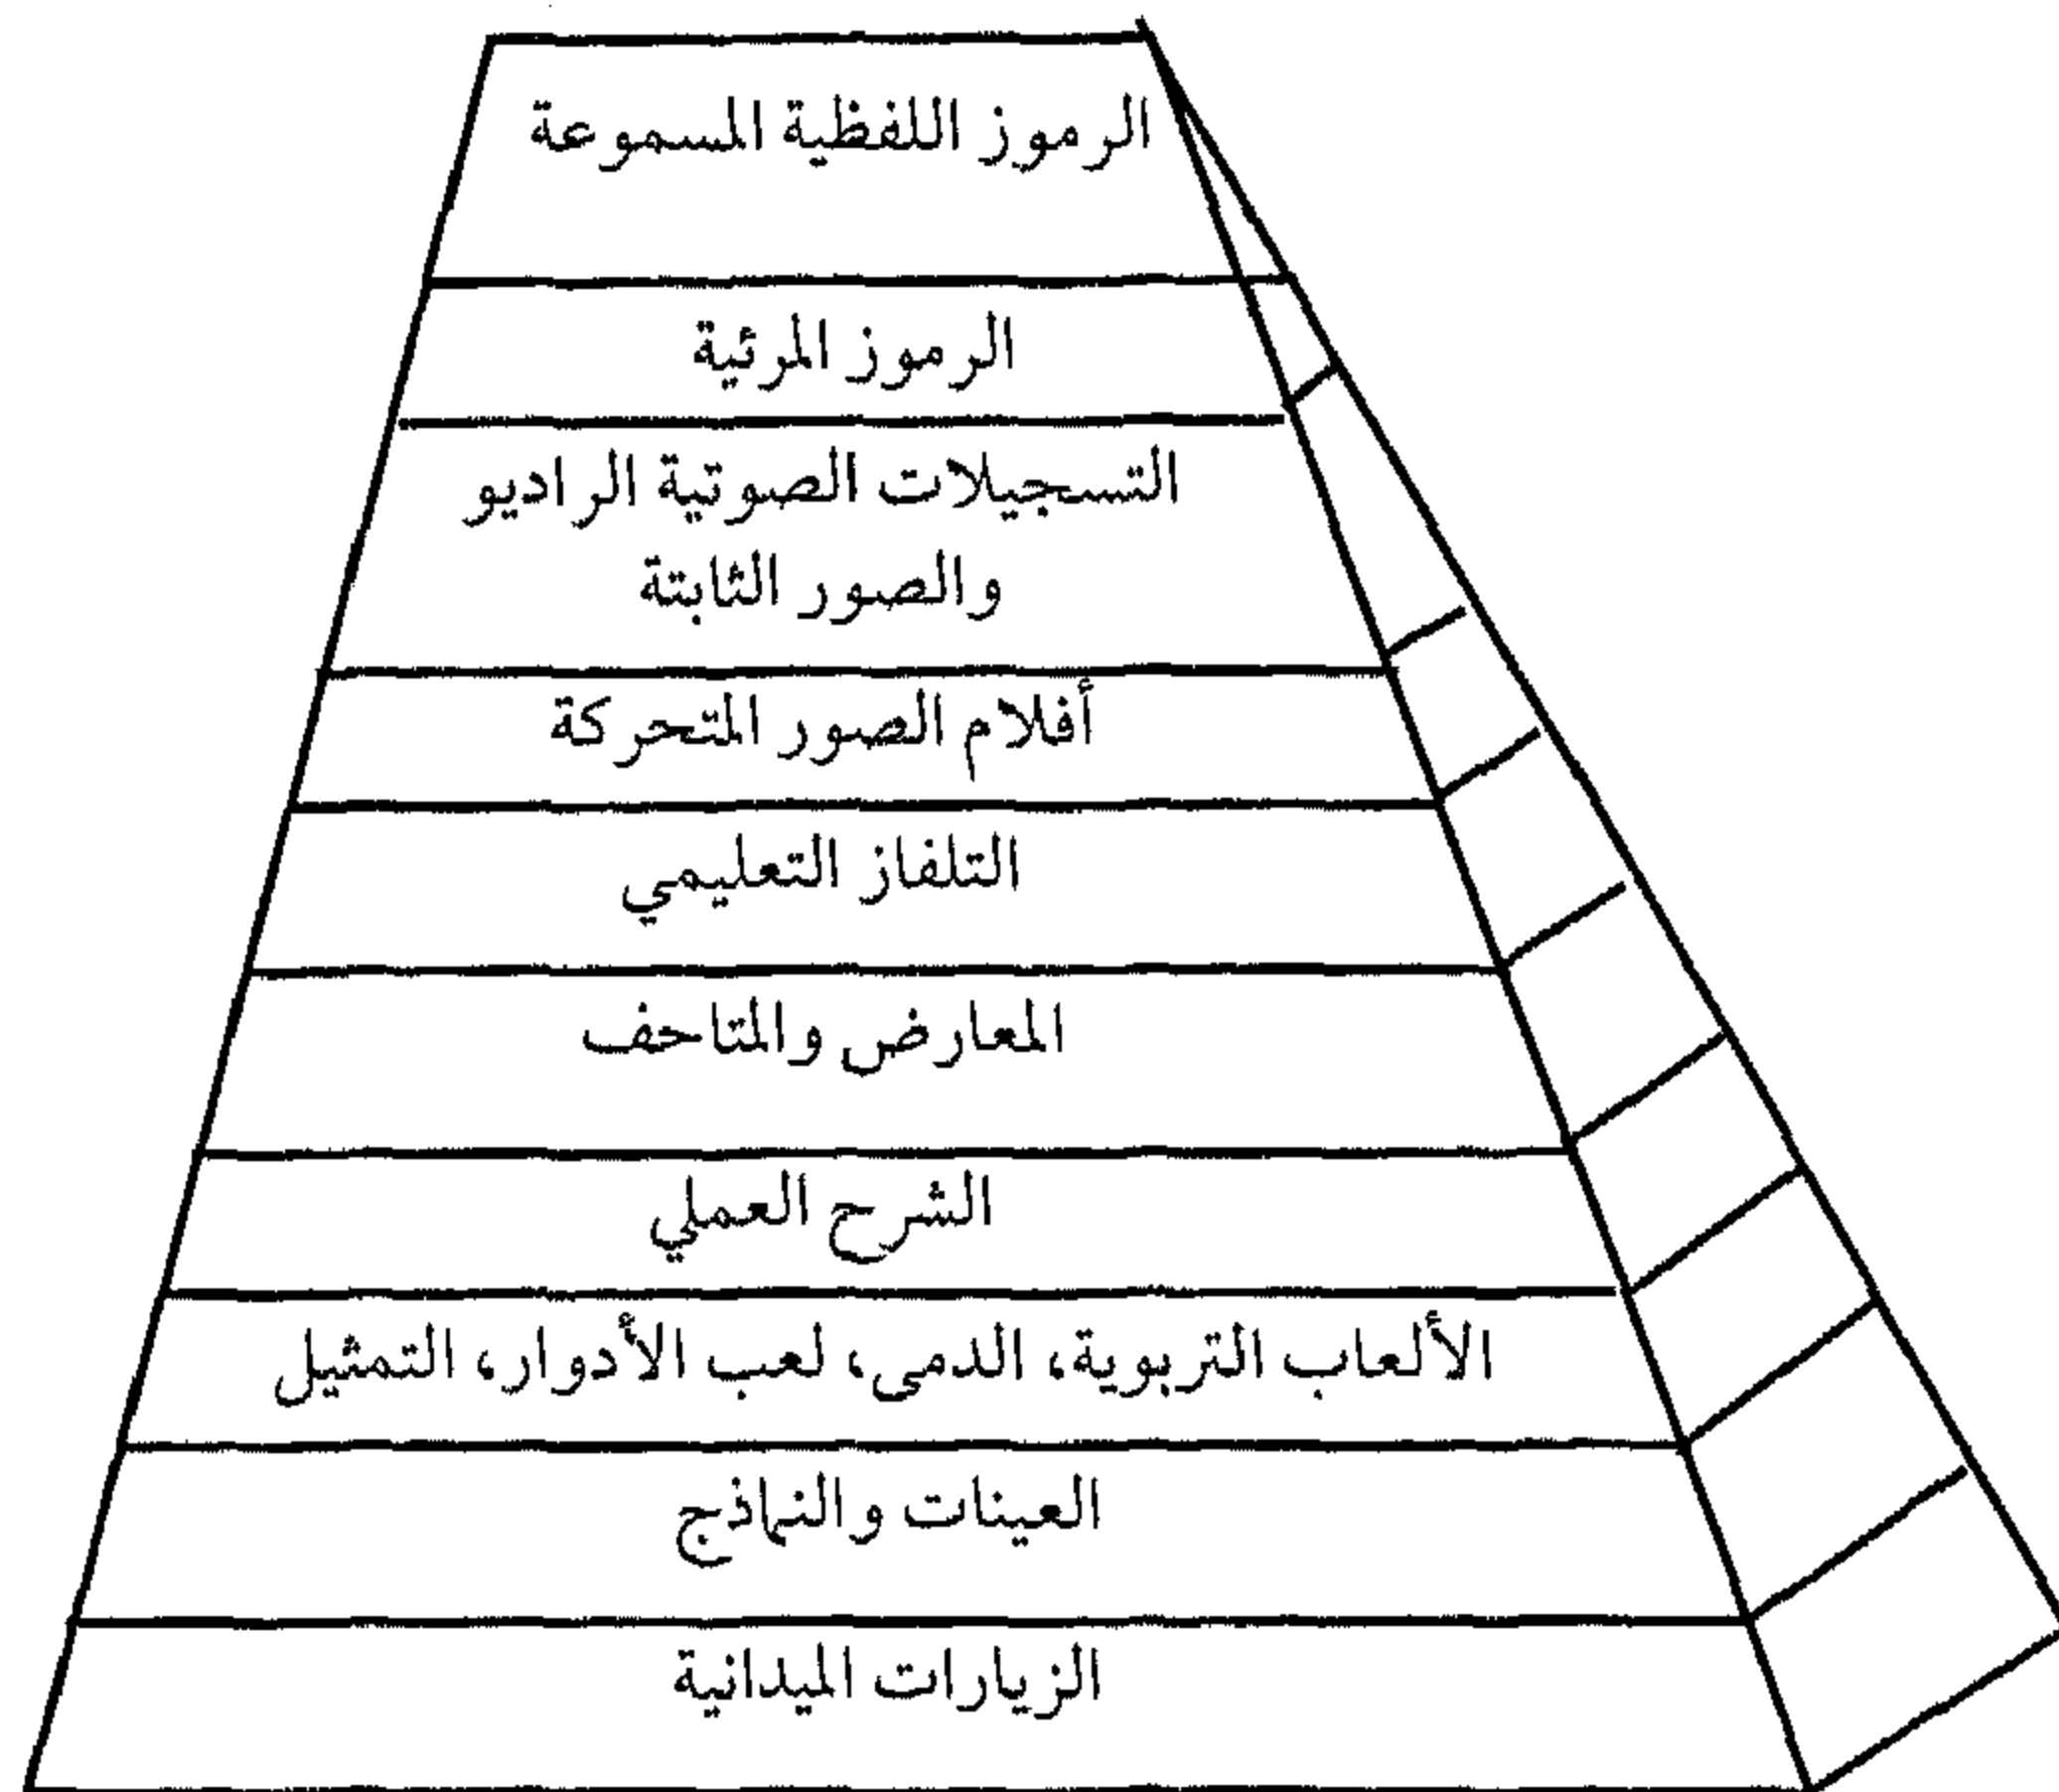 الرموز اللفظية المسموعة
الرموز المرئية
التسجيلات الصوتية الراديو
والصور الثابتة
أفلام الصور المتحركة
التلفاز التعليمي
المعارض والمتاحف
الشرح العملي
الألعاب التربوية، الدمى، لعب الأدوار، التمثيل
العينات والنماذج
الزيارات الميدانية